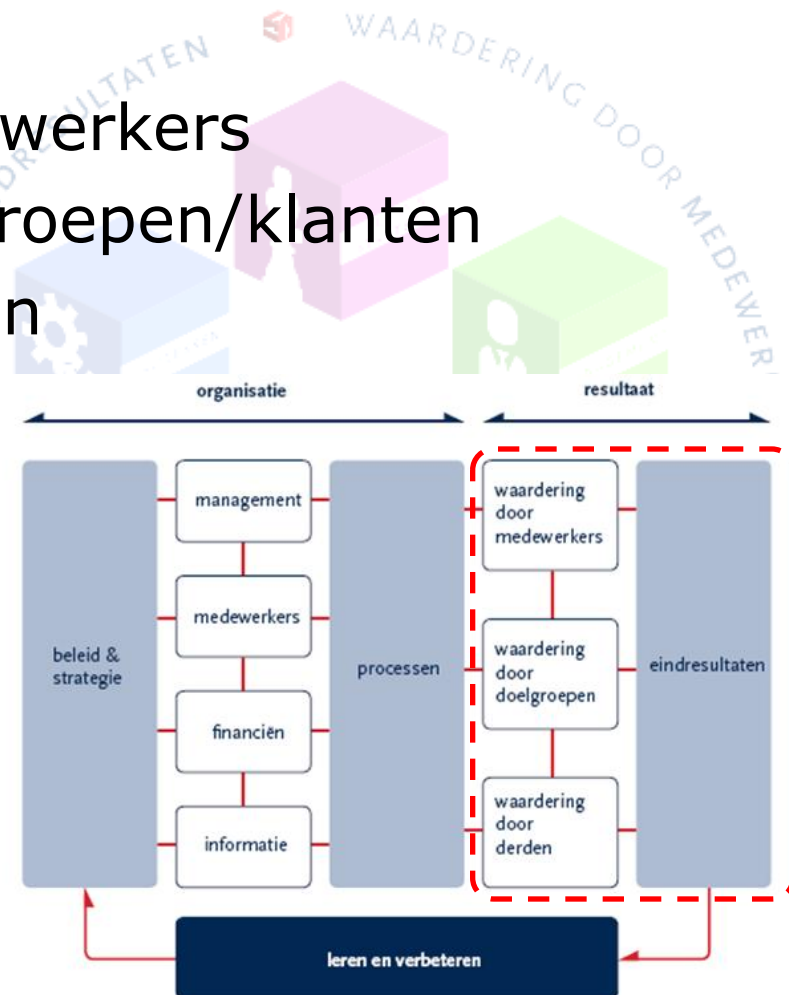 WAARDERING DOOR
werkers
roepen/klanten
n
organisatie
resultaat
beleid &
strategie
management
medewerkers
financiën
informatie
processen
waardering
door
medewerkers
waardering
door
doelgroepen
waardering
door
derden
eindresultaten
leren en verbeteren